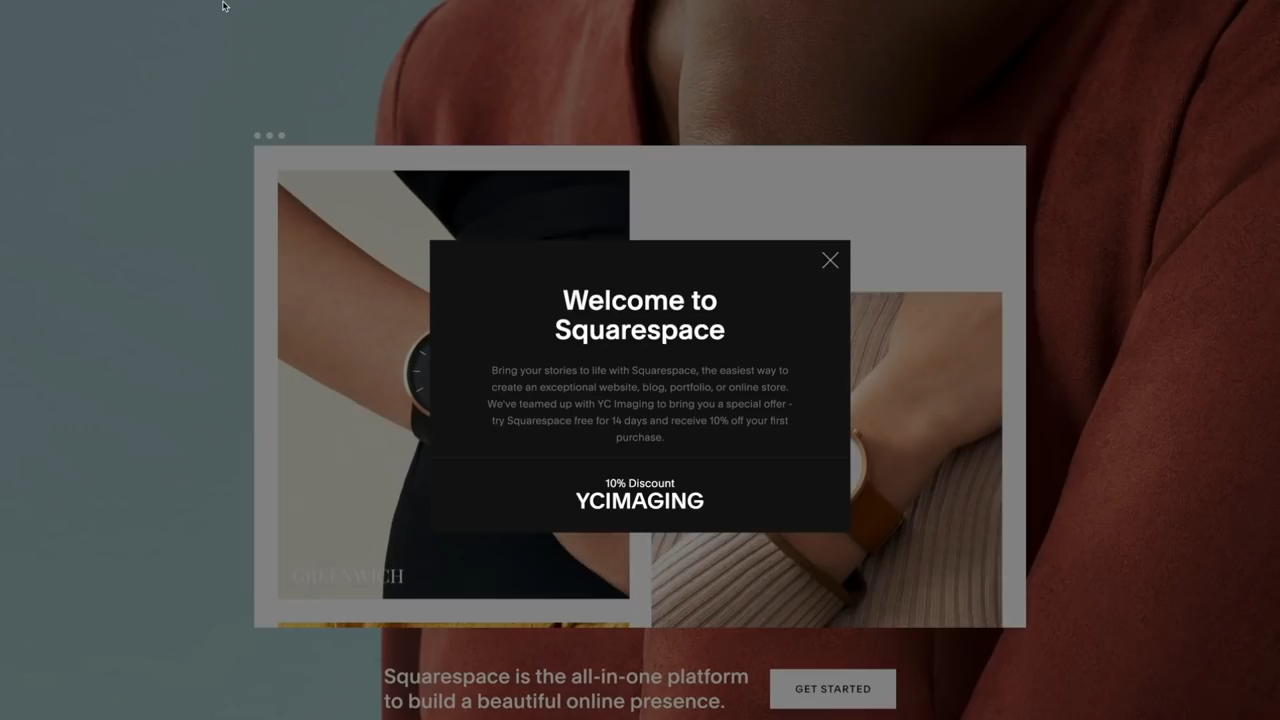 Welcome to
Squarespace
Bring your stories to life with Squarespace, the easiest way to
create an exceptional website, blog, portfolio, or online store.
We've teamed up with YC Imaging to bring you a special offer -
try Squarespace free for 14 days and receive 10% off your first
purchase.
10% Discount
YCIMAGING
GREENWICH
Squarespace is the all-in-one platform
to build a beautiful online presence.
GET STARTED